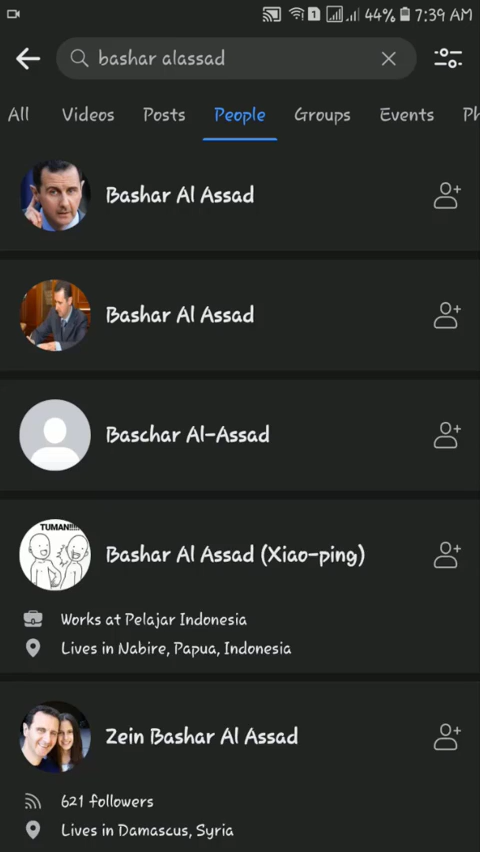 1 44% 7:39 AM
bashar alassad
All Videos Posts People Groups Events Ph
Bashar Al Assad
Bashar Al Assad
Baschar Al-Assad
TUMAN!!!!
Bashar Al Assad (Xiao-ping)
Works at Pelajar Indonesia
Lives in Nabire, Papua, Indonesia
Zein Bashar Al Assad
621 followers
Lives in Damascus, Syria